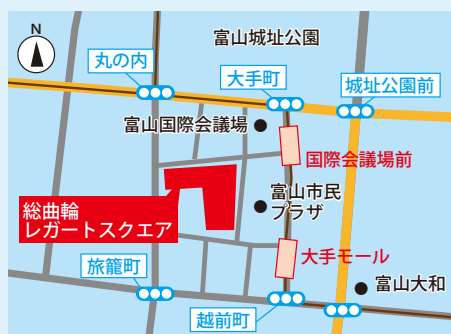 N
富山城址公園
丸の内
大手町
城址公園前
富山国際会議場
国際会議場前
総曲輪
レガートスクエア
富山市民
プラザ
大手モール
旅籠町
富山大和
越前町